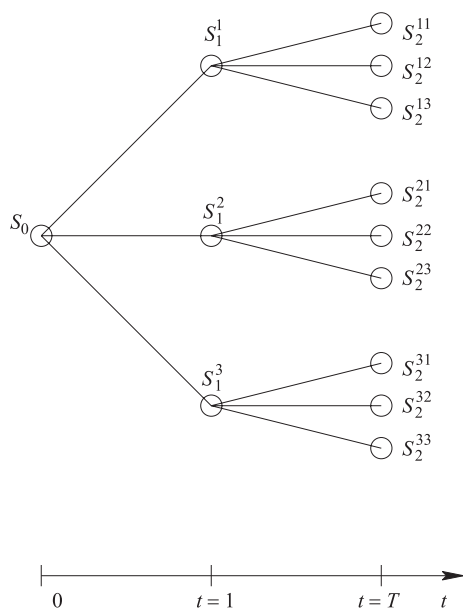 S_1^1
S_2^{11}
S_2^{12}
S_2^{13}
S_0
S_1^2
S_2^{21}
S_2^{22}
S_2^{23}
S_1^3
S_2^{31}
S_2^{32}
S_2^{33}
0 t = 1 t = T t